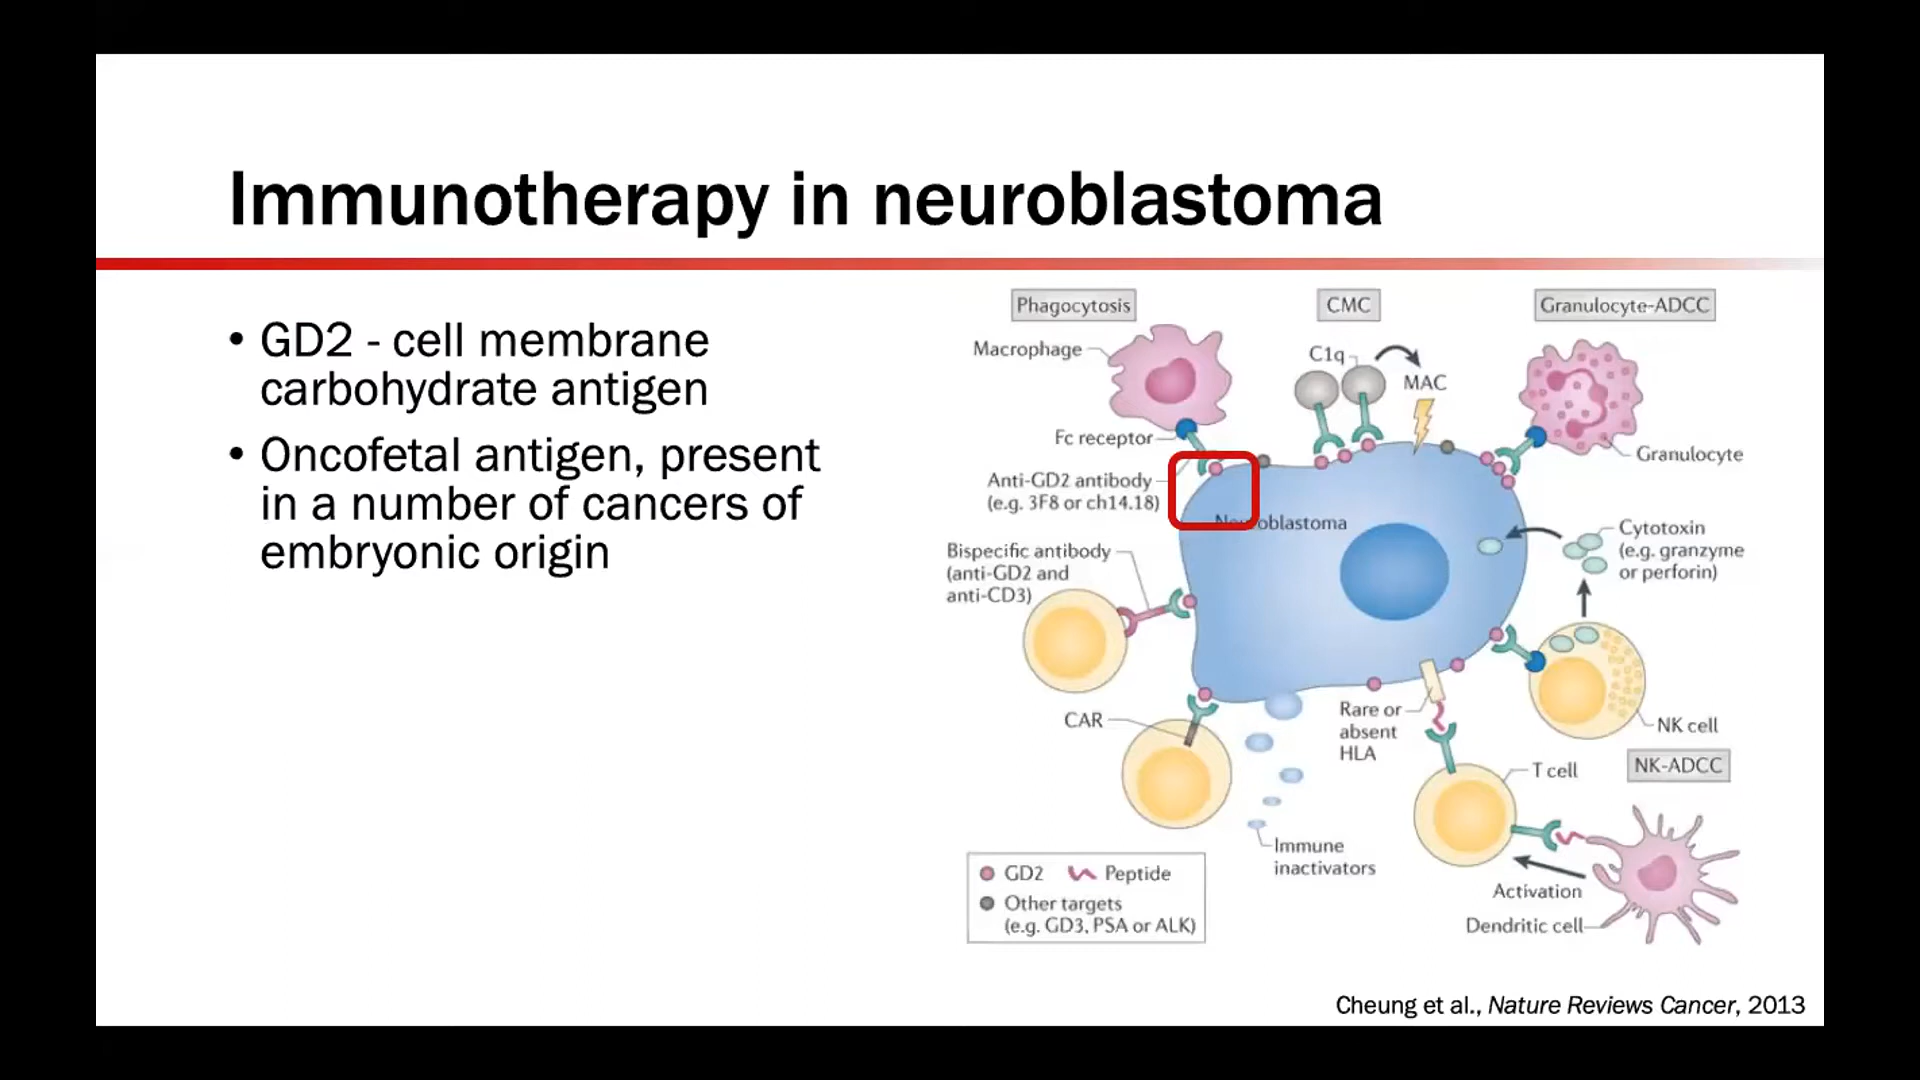 Immunotherapy in neuroblastoma
• GD2 - cell membrane
carbohydrate antigen
• Oncofetal antigen, present
in a number of cancers of
embryonic origin
Phagocytosis
CMC
Granulocyte-ADCC
Macrophage
C1q
MAC
Fc receptor
Granulocyte
Anti-GD2 antibody
(e.g. 3F8 or ch14.18)
Neuroblastoma
Cytotoxin
(e.g. granzyme
or perforin)
Bispecific antibody
(anti-GD2 and
anti-CD3)
CAR
Rare or
absent
HLA
NK cell
T cell
NK-ADCC
Immune
inactivators
Activation
Dendritic cell
GD2
Peptide
Other targets
(e.g. GD3, PSA or ALK)
Cheung et al., Nature Reviews Cancer, 2013